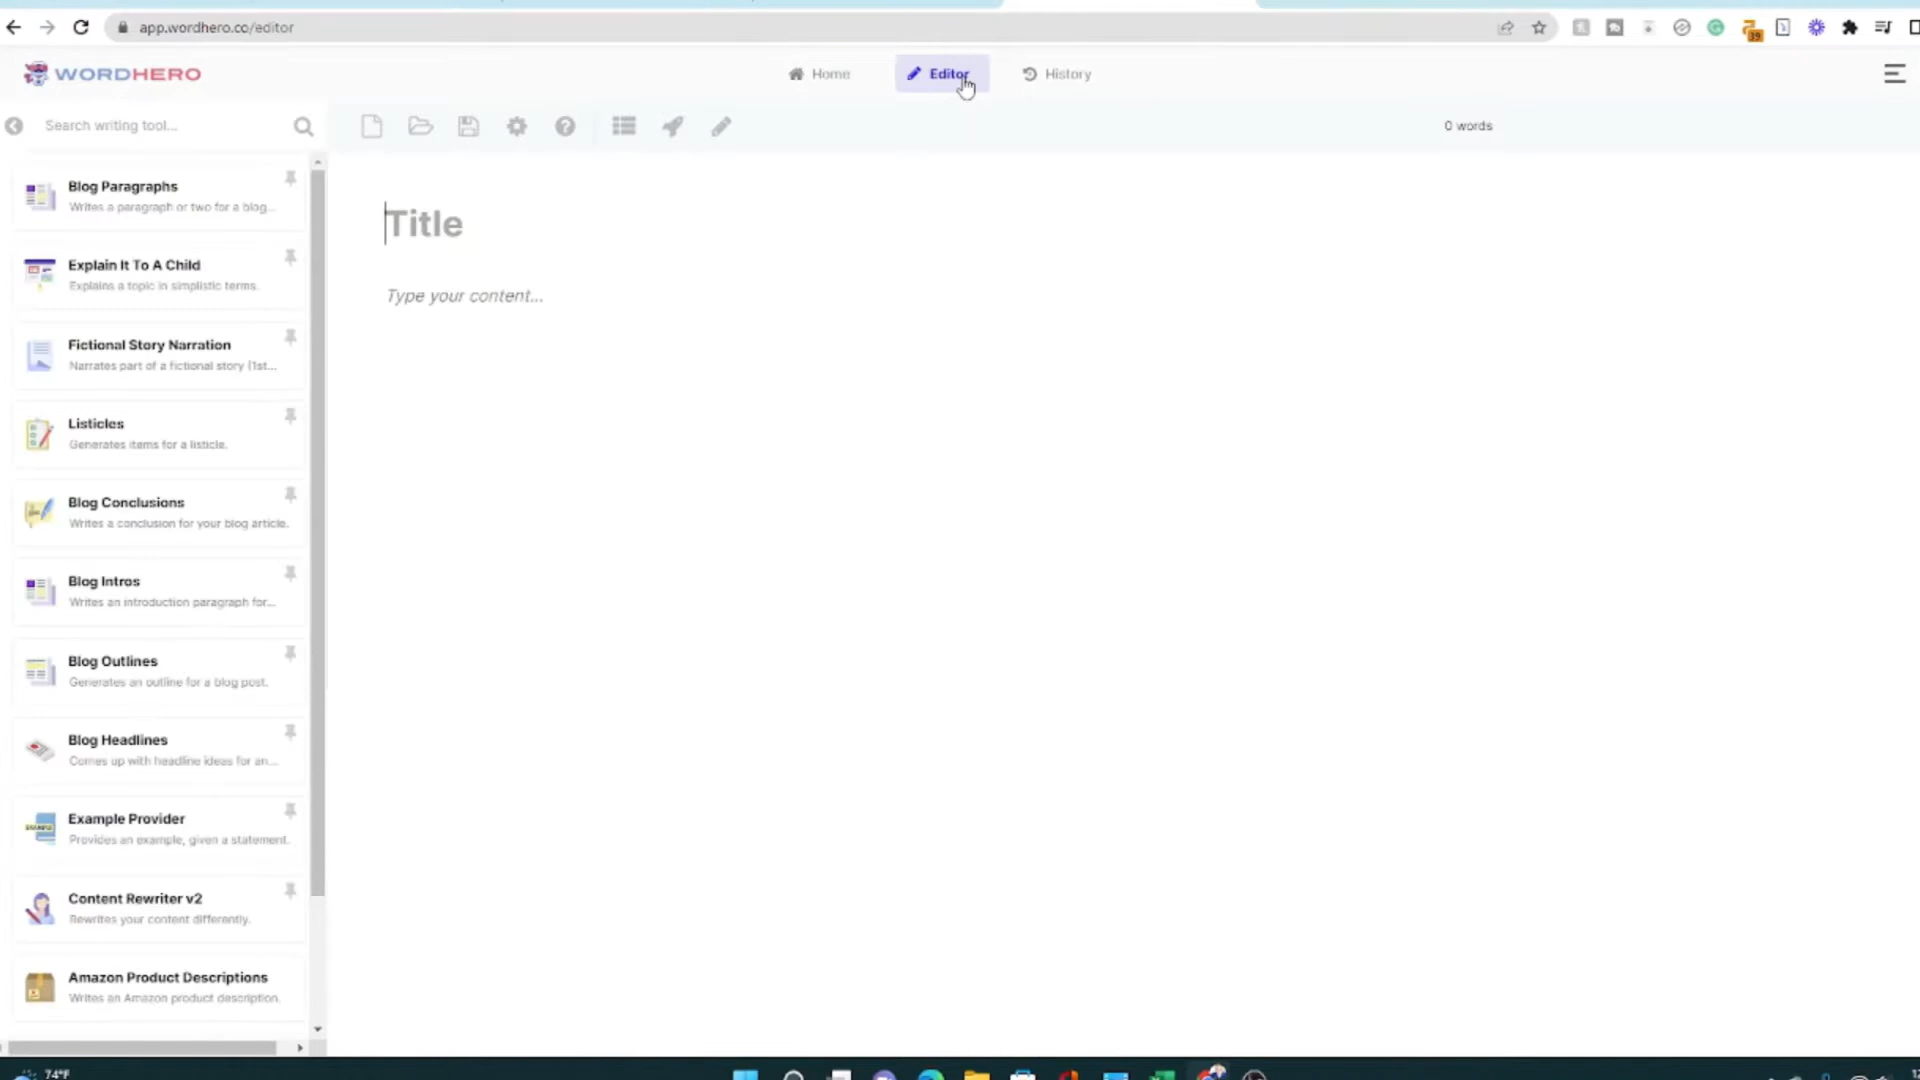 app.wordhero.co/editor
39
WORDHERO
Home
Editor
History
Search writing tool...
0 words
Blog Paragraphs
Writes a paragraph or two for a blog...
Explain It To A Child
Explains a topic in simplistic terms.
Fictional Story Narration
Narrates part of a fictional story (1st...
Listicles
Generates items for a listicle.
Blog Conclusions
Writes a conclusion for your blog article.
Blog Intros
Writes an introduction paragraph for...
Blog Outlines
Generates an outline for a blog post.
Blog Headlines
Comes up with headline ideas for an...
Example Provider
Provides an example, given a statement.
Content Rewriter v2
Rewrites your content differently.
Amazon Product Descriptions
Writes an Amazon product description.
Title
Type your content...
74°F